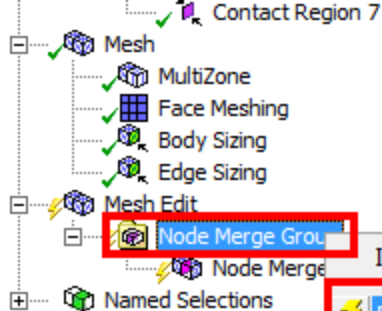 Contact Region 7
Mesh
MultiZone
Face Meshing
Body Sizing
Edge Sizing
Mesh Edit
Node Merge
Node Merge
Named Selections